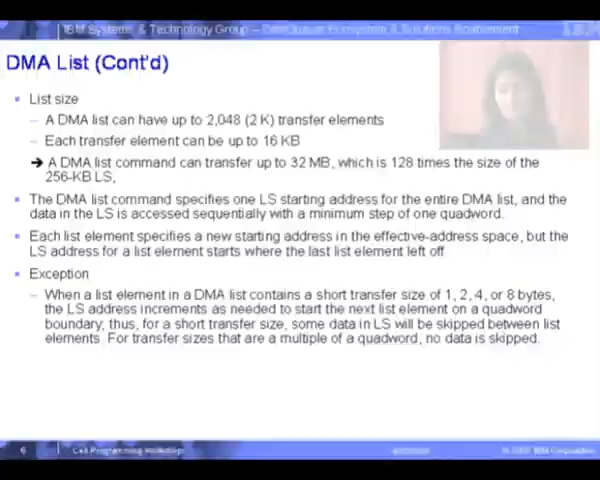 IBM Systems & Technology Group – Ecosystem & Solutions Enablement
DMA List (Cont'd)
List size
– A DMA list can have up to 2,048 (2 K) transfer elements
– Each transfer element can be up to 16 KB
➔ A DMA list command can transfer up to 32 MB, which is 128 times the size of the
256-KB LS,
The DMA list command specifies one LS starting address for the entire DMA list, and the
data in the LS is accessed sequentially with a minimum step of one quadword.
Each list element specifies a new starting address in the effective-address space, but the
LS address for a list element starts where the last list element left off
Exception
– When a list element in a DMA list contains a short transfer size of 1, 2, 4, or 8 bytes,
the LS address increments as needed to start the next list element on a quadword
boundary; thus, for a short transfer size, some data in LS will be skipped between list
elements. For transfer sizes that are a multiple of a quadword, no data is skipped.
6 Cell Programming Workshop IBM Corporation